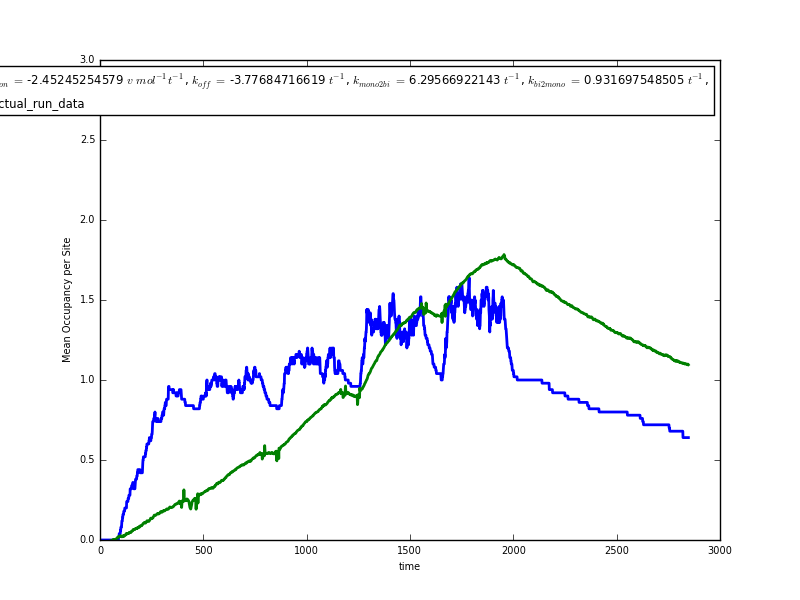 on = -2.45245254579 v mol⁻¹t⁻¹, k_off = -3.77684716619 t⁻¹, k_mono2bi = 6.29566922143 t⁻¹, k_bi2mono = 0.931697548505 t⁻¹,
ctual_run_data
3.0
2.5
2.0
1.5
1.0
0.5
0.0
Mean Occupancy per Site
0 500 1000 1500 2000 2500 3000
time